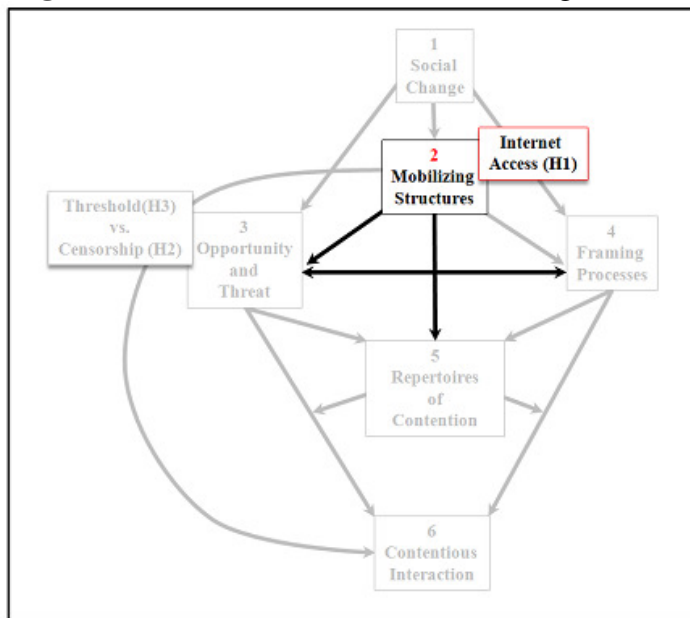 1
Social
Change
2
Mobilizing
Structures
Internet
Access (H1)
Threshold(H3)
vs.
Censorship (H2)
3
Opportunity
and
Threat
4
Framing
Processes
5
Repertoires
of
Contention
6
Contentious
Interaction